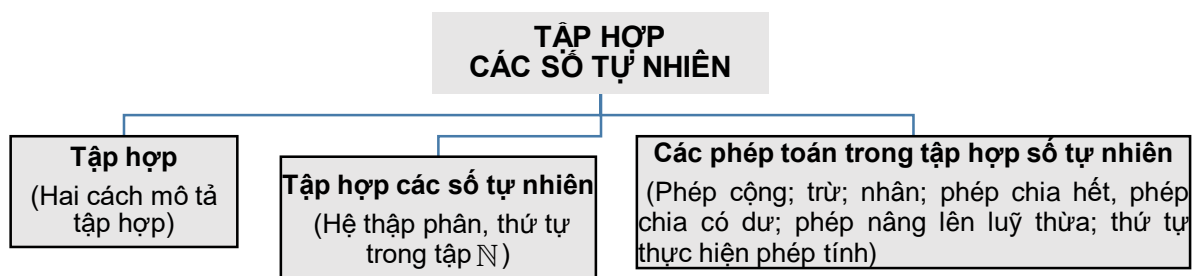 TẬP HỢP
CÁC SỐ TỰ NHIÊN
Tập hợp
(Hai cách mô tả
tập hợp)
Tập hợp các số tự nhiên
(Hệ thập phân, thứ tự
trong tập ℕ)
Các phép toán trong tập hợp số tự nhiên
(Phép cộng; trừ; nhân; phép chia hết, phép
chia có dư; phép nâng lên luỹ thừa; thứ tự
thực hiện phép tính)